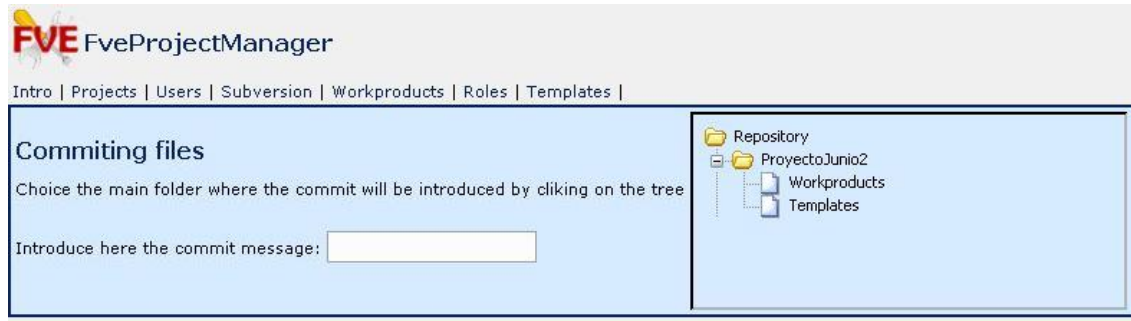 FVE FveProjectManager
Intro | Projects | Users | Subversion | Workproducts | Roles | Templates |
Commiting files
Choice the main folder where the commit will be introduced by cliking on the tree
Introduce here the commit message:
Repository
ProyectoJunio2
Workproducts
Templates